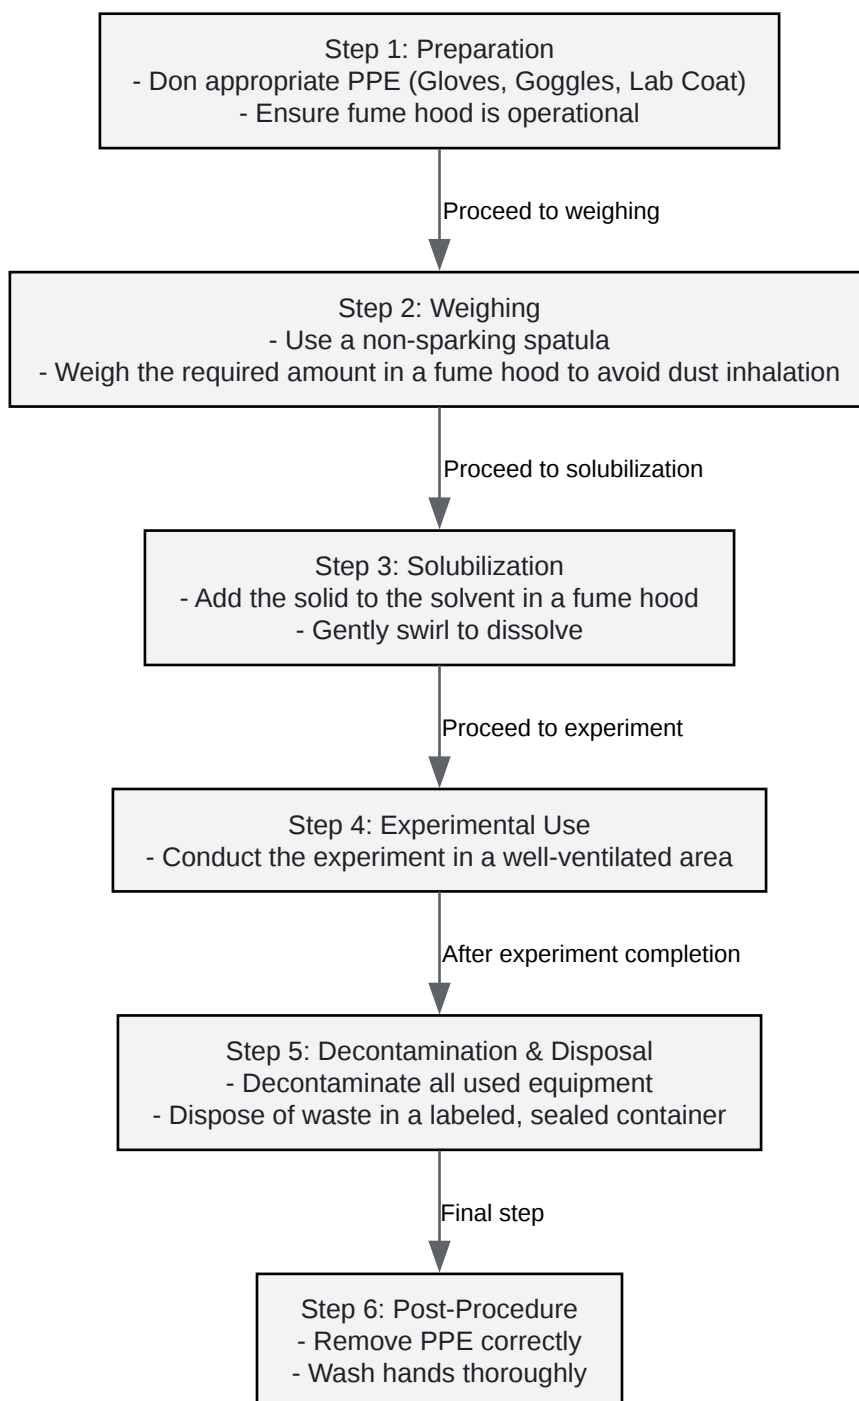 Step 1: Preparation
- Don appropriate PPE (Gloves, Goggles, Lab Coat)
- Ensure fume hood is operational
Proceed to weighing
Step 2: Weighing
- Use a non-sparking spatula
- Weigh the required amount in a fume hood to avoid dust inhalation
Proceed to solubilization
Step 3: Solubilization
- Add the solid to the solvent in a fume hood
- Gently swirl to dissolve
Proceed to experiment
Step 4: Experimental Use
- Conduct the experiment in a well-ventilated area
After experiment completion
Step 5: Decontamination & Disposal
- Decontaminate all used equipment
- Dispose of waste in a labeled, sealed container
Final step
Step 6: Post-Procedure
- Remove PPE correctly
- Wash hands thoroughly